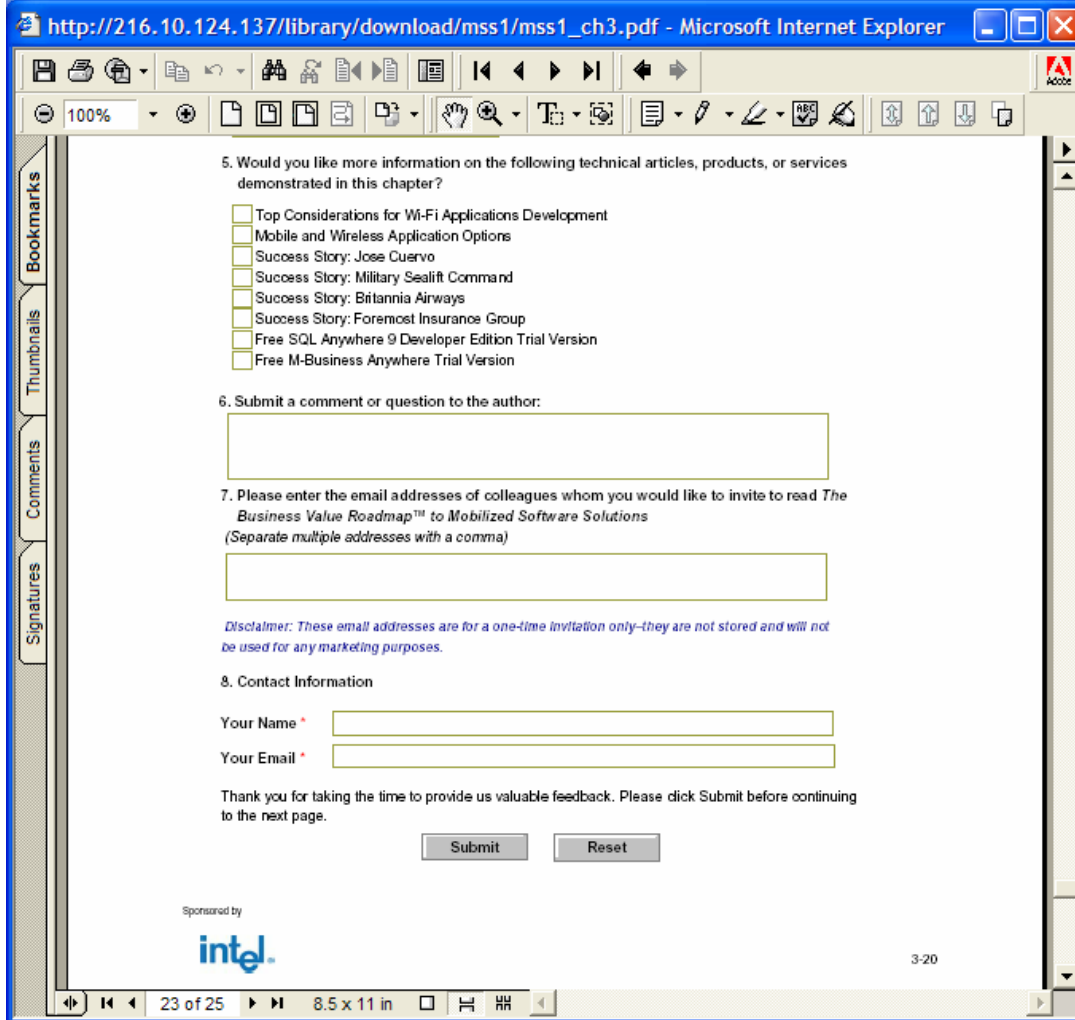 http://216.10.124.137/library/download/mss1/mss1_ch3.pdf - Microsoft Internet Explorer
Adobe
100%
ABC
Bookmarks
Thumbnails
Comments
Signatures
5. Would you like more information on the following technical articles, products, or services
demonstrated in this chapter?
Top Considerations for Wi-Fi Applications Development
Mobile and Wireless Application Options
Success Story: Jose Cuervo
Success Story: Military Sealift Command
Success Story: Britannia Airways
Success Story: Foremost Insurance Group
Free SQL Anywhere 9 Developer Edition Trial Version
Free M-Business Anywhere Trial Version
6. Submit a comment or question to the author:
7. Please enter the email addresses of colleagues whom you would like to invite to read The
Business Value Roadmap™ to Mobilized Software Solutions
(Separate multiple addresses with a comma)
Disclaimer: These email addresses are for a one-time invitation only–they are not stored and will not
be used for any marketing purposes.
8. Contact Information
Your Name *
Your Email *
Thank you for taking the time to provide us valuable feedback. Please click Submit before continuing
to the next page.
Submit Reset
Sponsored by
intel.
3-20
23 of 25 8.5 x 11 in